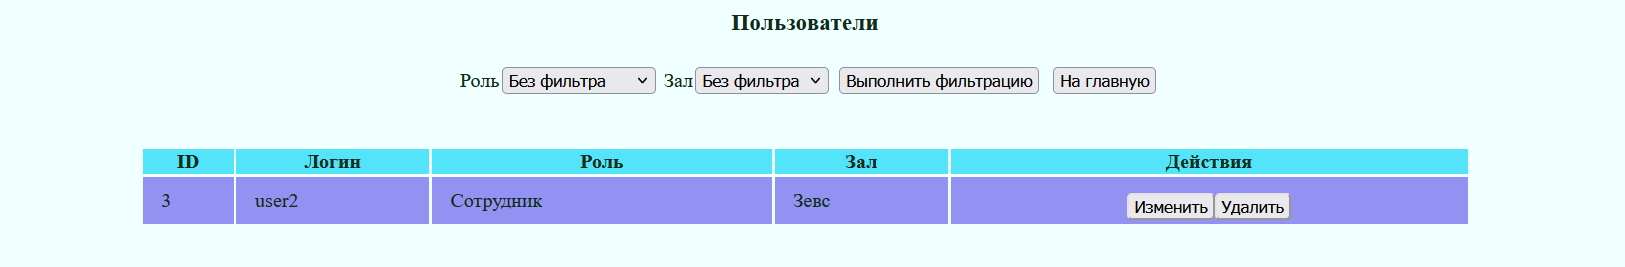 Пользователи
Роль Без фильтра Зал Без фильтра Выполнить фильтрацию На главную
ID Логин Роль Зал Действия
3 user2 Сотрудник Зевс Изменить Удалить